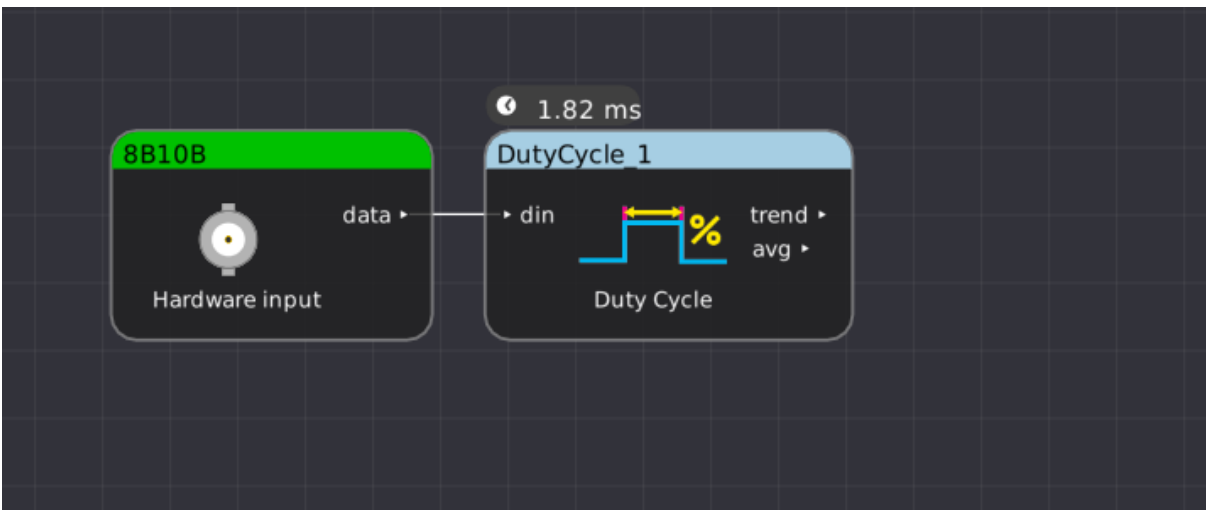 1.82 ms
8B10B
DutyCycle_1
data
din
%
trend
avg
Hardware input
Duty Cycle